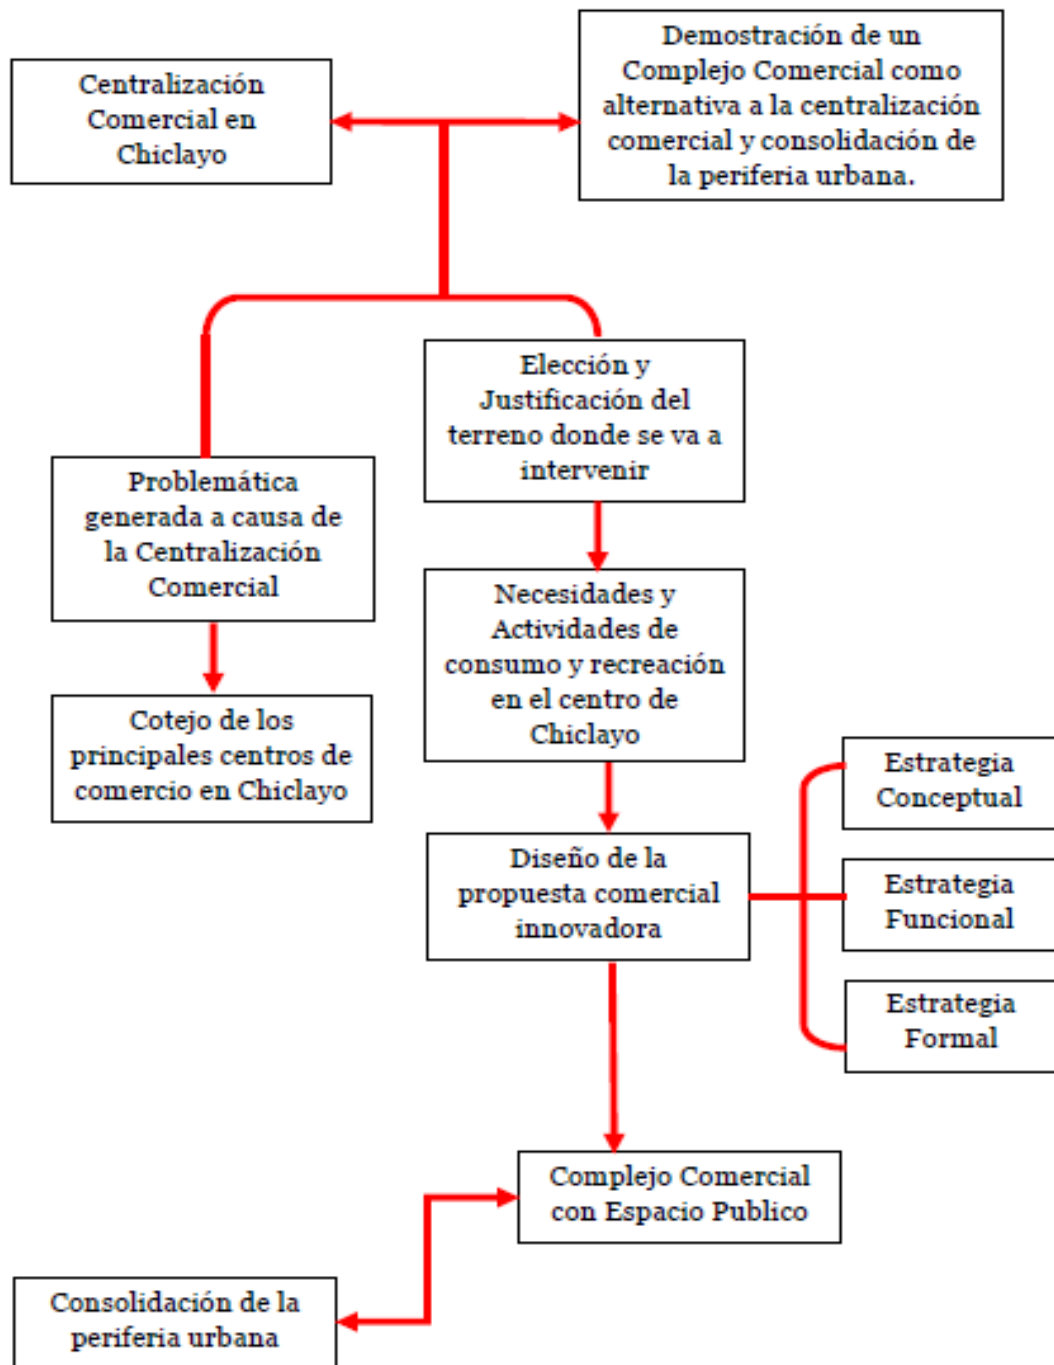 Centralización
Comercial en
Chiclayo
Demostración de un
Complejo Comercial como
alternativa a la centralización
comercial y consolidación de
la periferia urbana.
Elección y
Justificación del
terreno donde se va a
intervenir
Problemática
generada a causa de
la Centralización
Comercial
Necesidades y
Actividades de
consumo y recreación
en el centro de
Chiclayo
Cotejo de los
principales centros de
comercio en Chiclayo
Estrategia
Conceptual
Diseño de la
propuesta comercial
innovadora
Estrategia
Funcional
Estrategia
Formal
Complejo Comercial
con Espacio Publico
Consolidación de la
periferia urbana